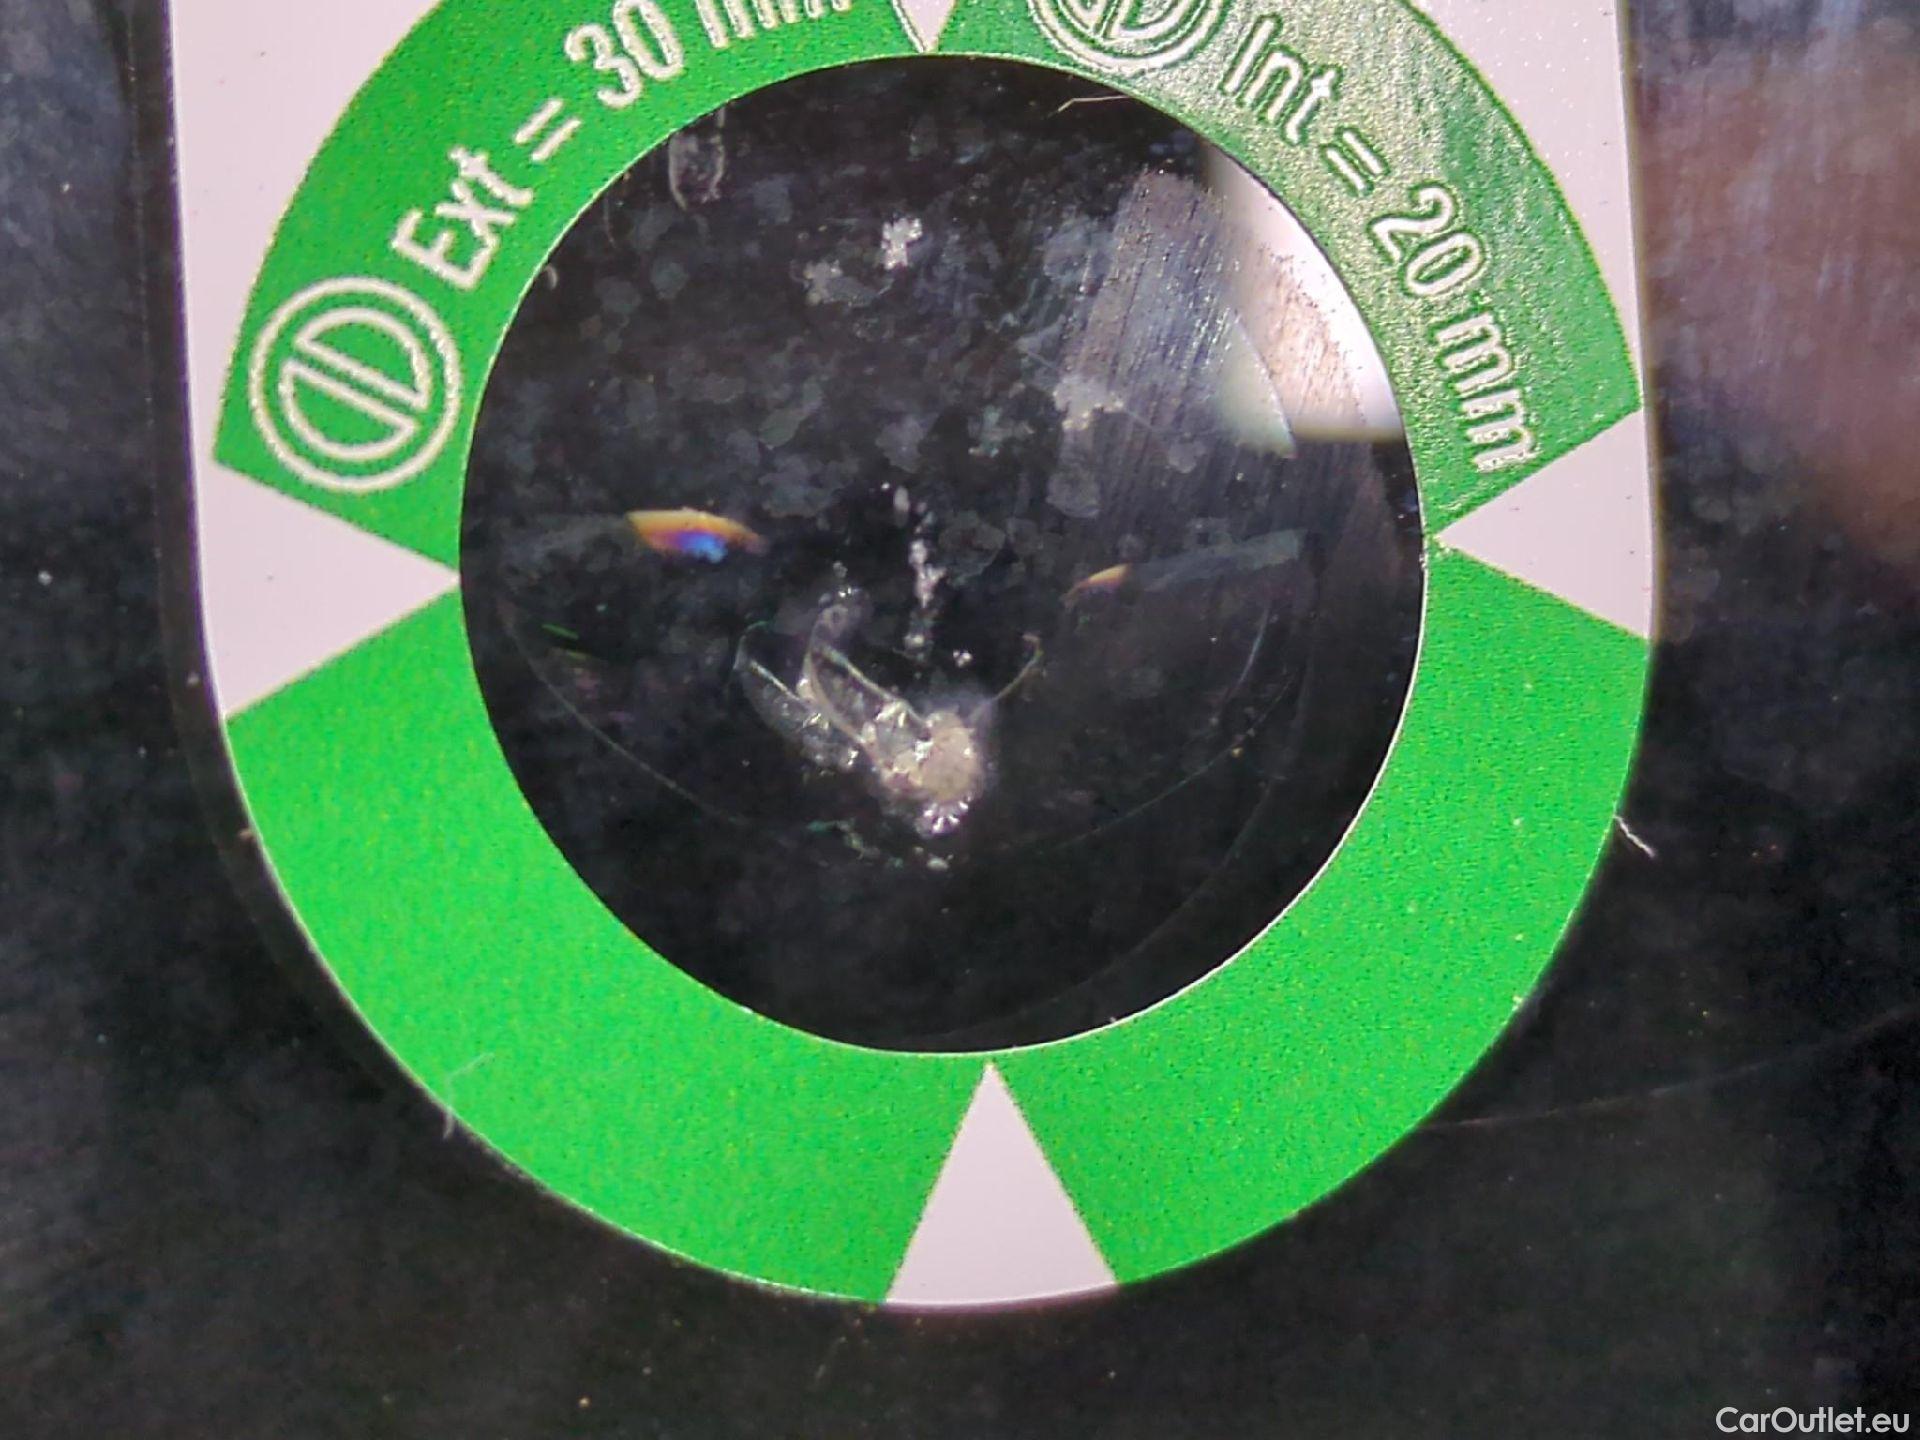 Ext = 30 mm
Int = 20 mm
CarOutlet.eu